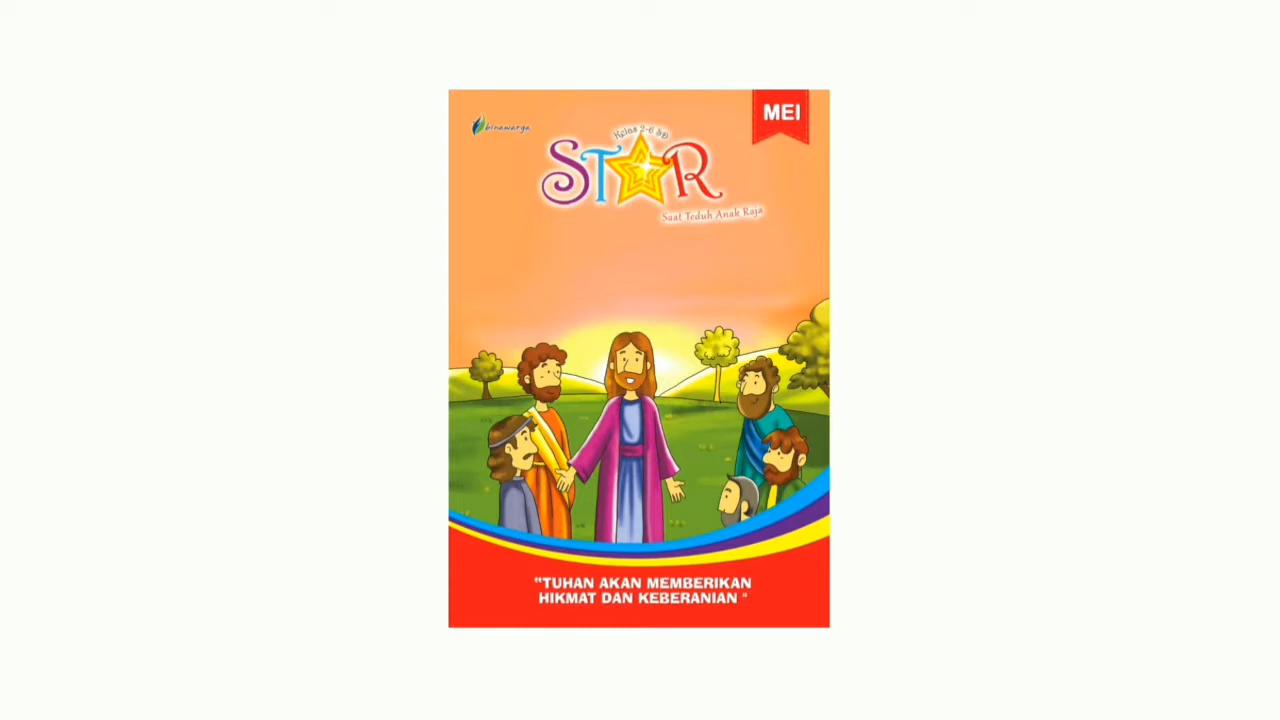 MEI
binawarga
Kelas 2-6 SD
STAR
Saat Teduh Anak Raja
"TUHAN AKAN MEMBERIKAN
HIKMAT DAN KEBERANIAN "